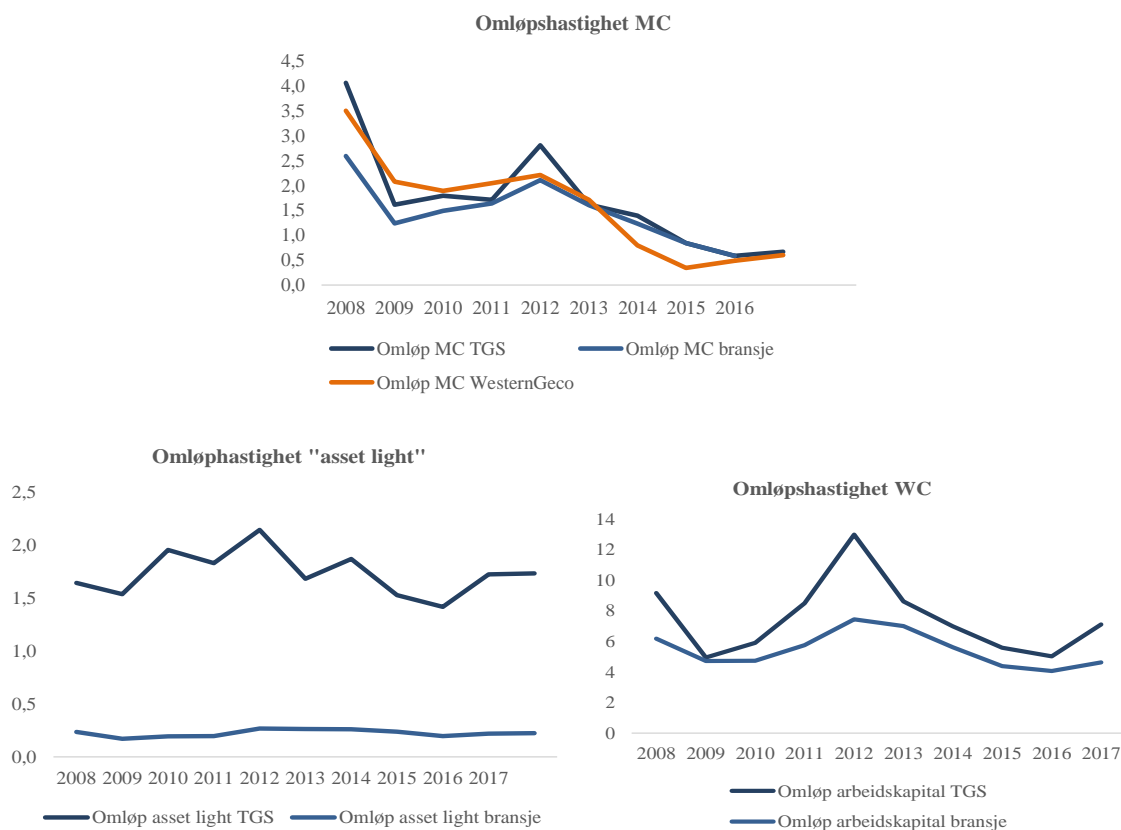 Omløpshastighet MC
4,5
4,0
3,5
3,0
2,5
2,0
1,5
1,0
0,5
0,0
2008 2009 2010 2011 2012 2013 2014 2015 2016
Omløp MC TGS
Omløp MC bransje
Omløp MC WesternGeco
Omløphastighet "asset light"
2,5
2,0
1,5
1,0
0,5
0,0
2008 2009 2010 2011 2012 2013 2014 2015 2016 2017
Omløp asset light TGS
Omløp asset light bransje
Omløpshastighet WC
14
12
10
8
6
4
2
0
2008 2009 2010 2011 2012 2013 2014 2015 2016 2017
Omløp arbeidskapital TGS
Omløp arbeidskapital bransje